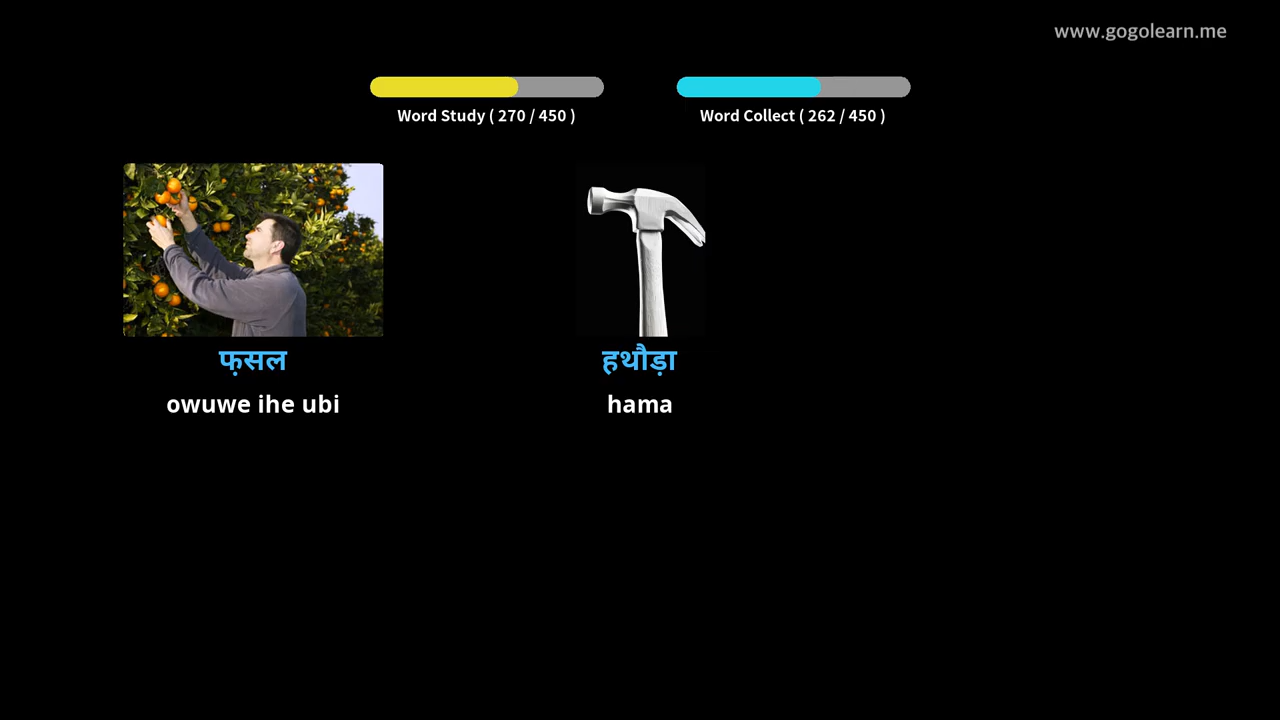 www.gogolearn.me
Word Study ( 270 / 450 )
Word Collect ( 262 / 450 )
फ़सल
हथौड़ा
owuwe ihe ubi
hama